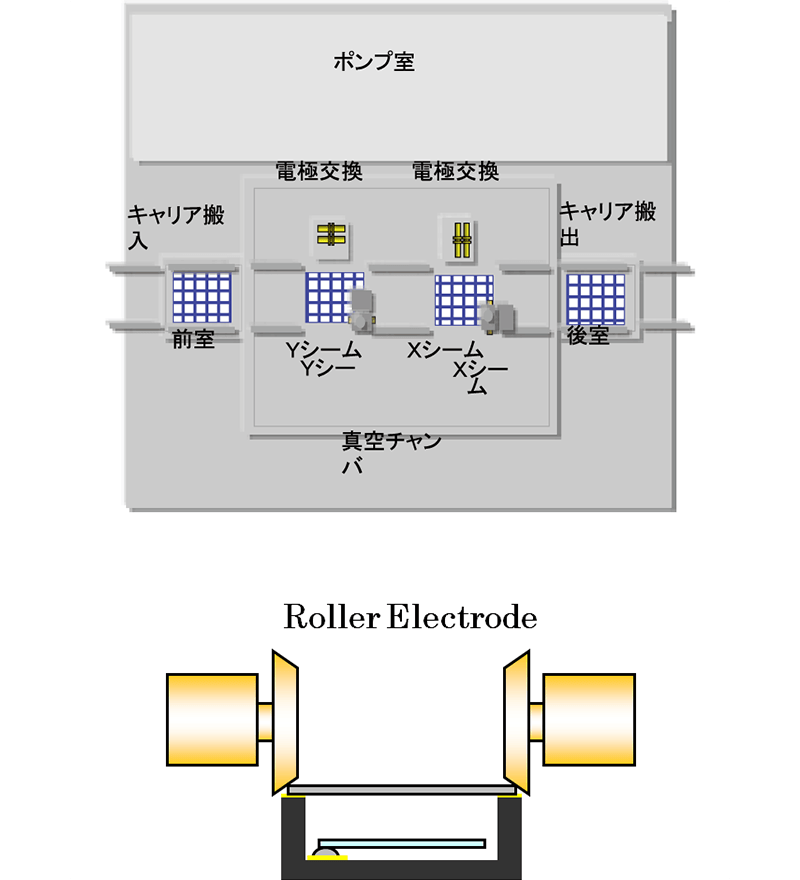 ポンプ室
電極交換
電極交換
キャリア搬
入
キャリア搬
出
前室
後室
Yシーム
Yシー
Xシーム
Xシー
ム
真空チャン
バ
Roller Electrode